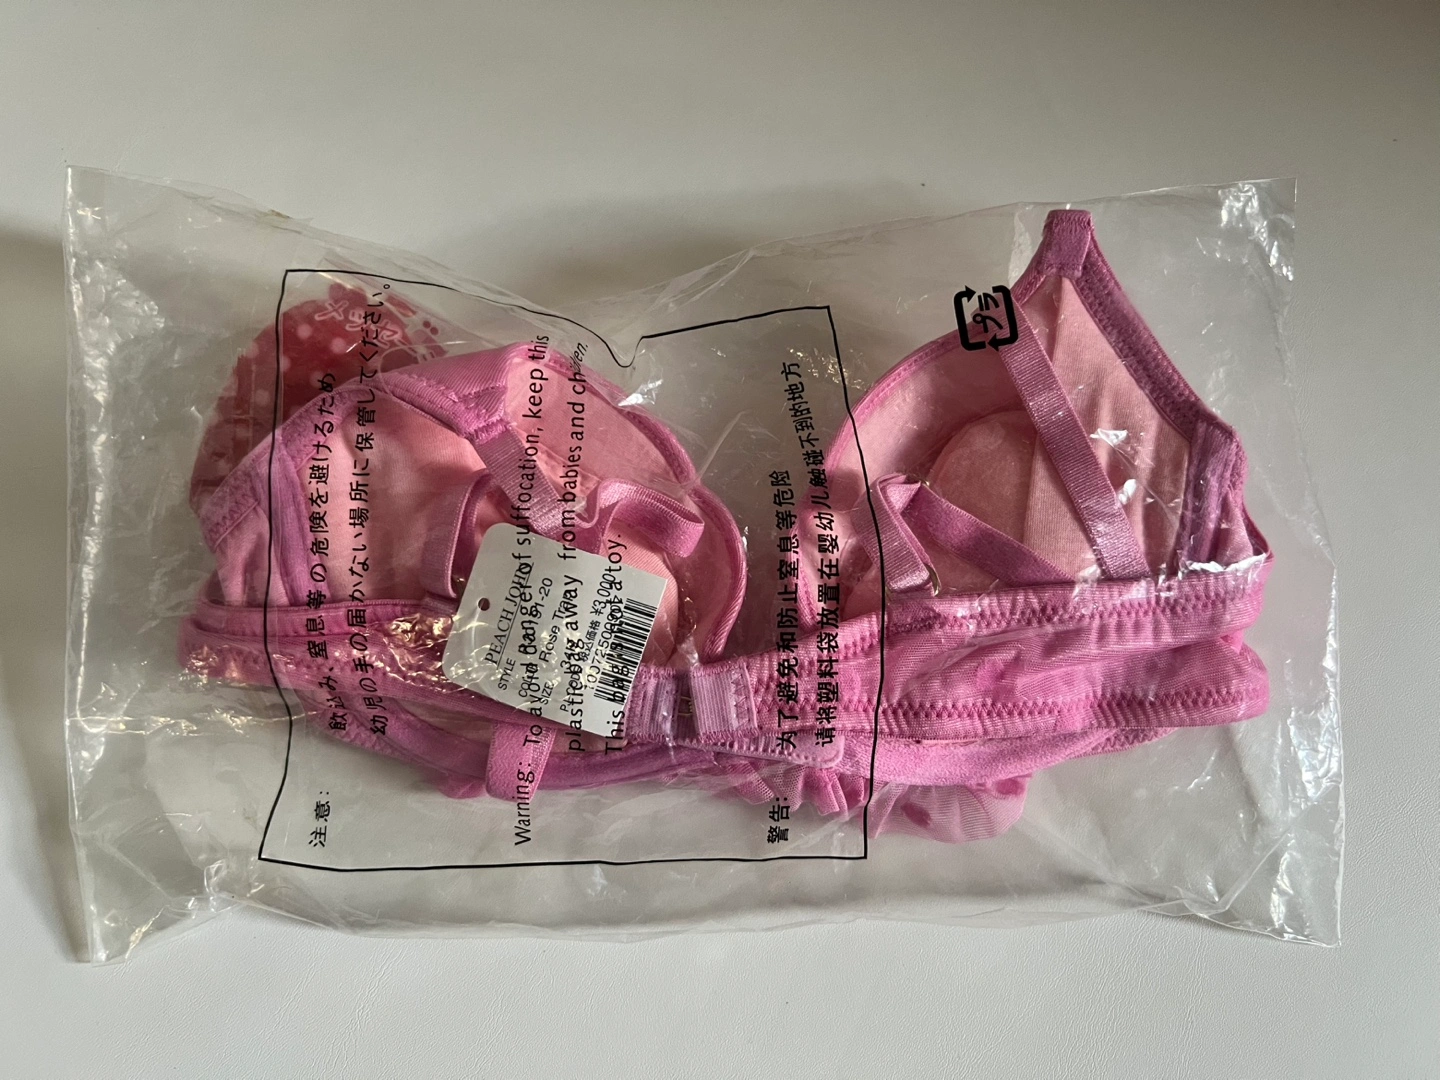 注意：
飲込み、窒息等の危険を避けるため
幼児の手の届かない場所に保管してください。
Warning: To avoid danger of suffocation, keep this
plastic bag away from babies and children.
This bag is not a toy.
警告：
为了避免和防止窒息等危险
请将塑料袋放置在婴幼儿触碰不到的地方
プラ
PEACH JOHN
STYLE
Rose
SIZE
¥3,000